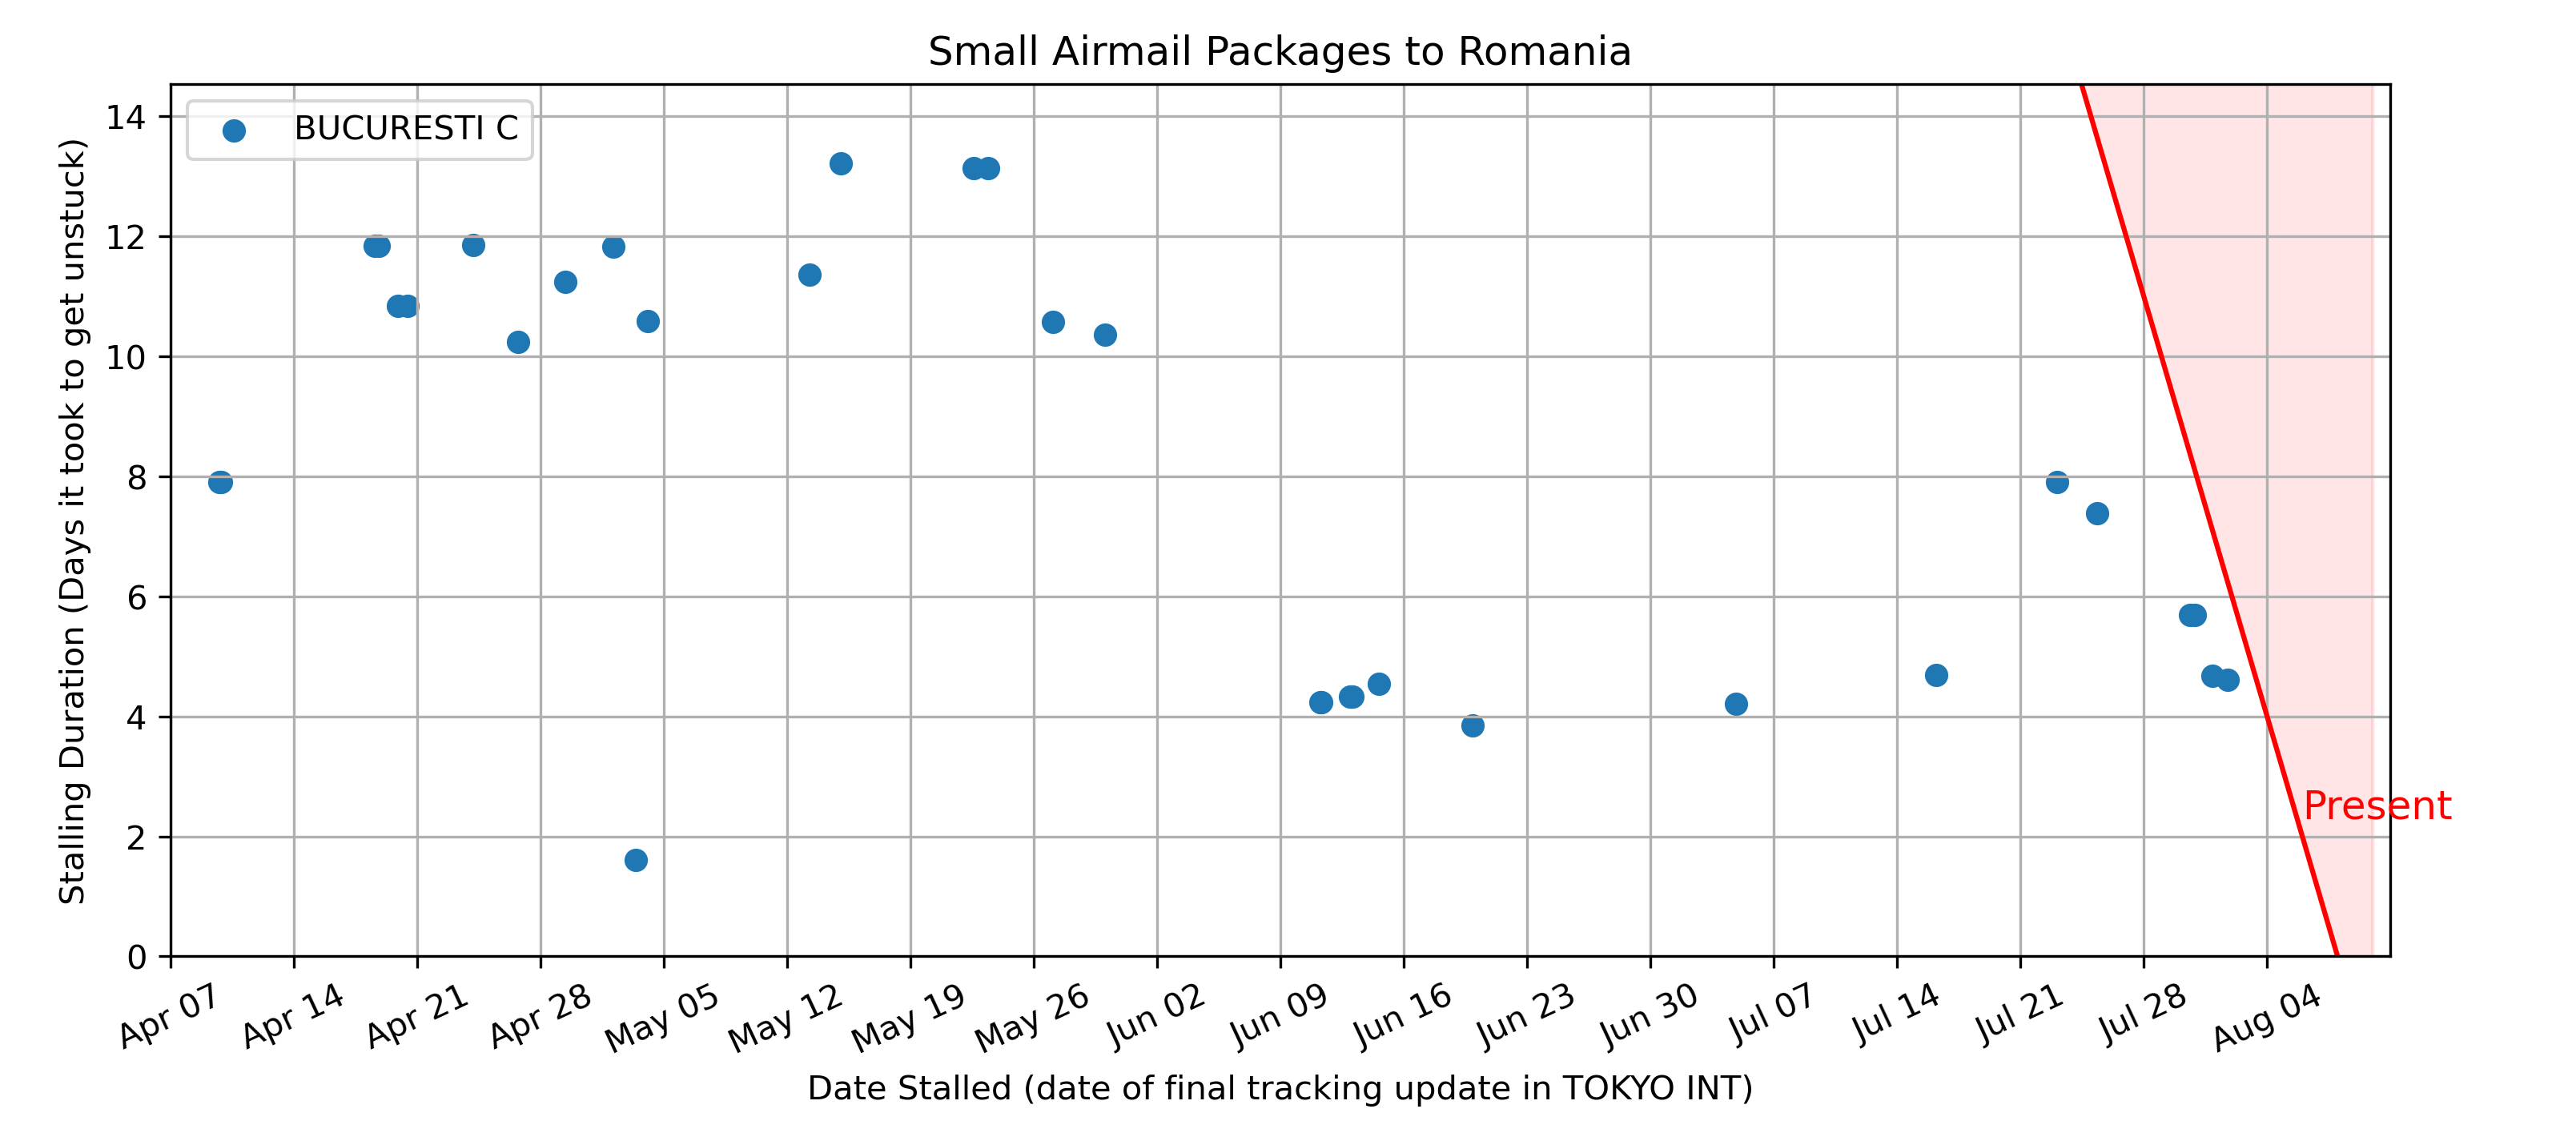 Small Airmail Packages to Romania
BUCURESTI C
Stalling Duration (Days it took to get unstuck)
14
12
10
8
6
4
2
0
Present
Apr 07
Apr 14
Apr 21
Apr 28
May 05
May 12
May 19
May 26
Jun 02
Jun 09
Jun 16
Jun 23
Jun 30
Jul 07
Jul 14
Jul 21
Jul 28
Aug 04
Date Stalled (date of final tracking update in TOKYO INT)